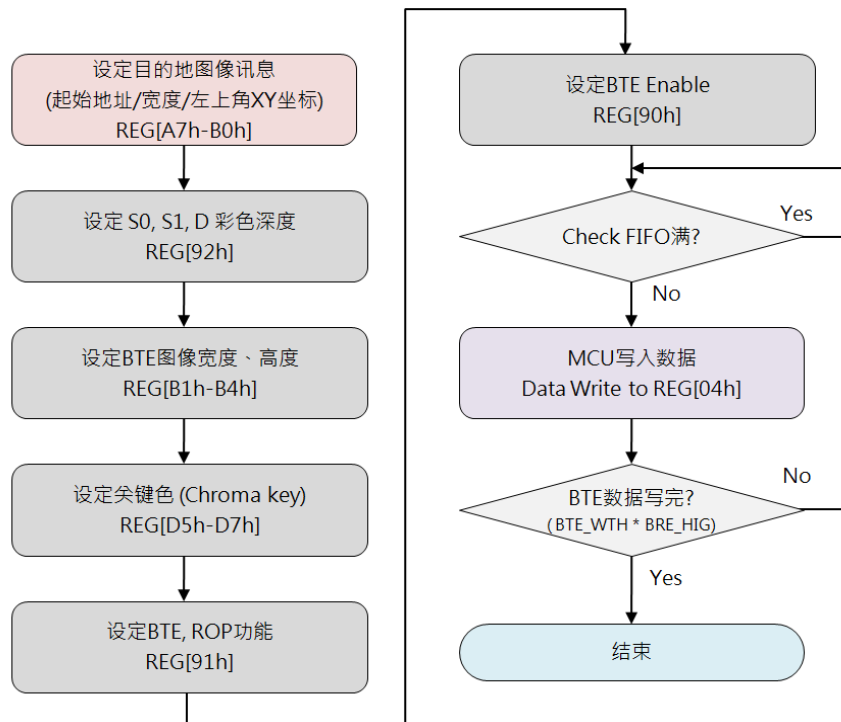 设定目的地图像讯息
(起始地址/宽度/左上角XY坐标)
REG[A7h-B0h]
设定 S0, S1, D 彩色深度
REG[92h]
设定BTE图像宽度、高度
REG[B1h-B4h]
设定关键色 (Chroma key)
REG[D5h-D7h]
设定BTE, ROP功能
REG[91h]
设定BTE Enable
REG[90h]
Check FIFO满?
Yes
No
MCU写入数据
Data Write to REG[04h]
BTE数据写完?
( BTE_WTH * BRE_HIG)
No
Yes
结束